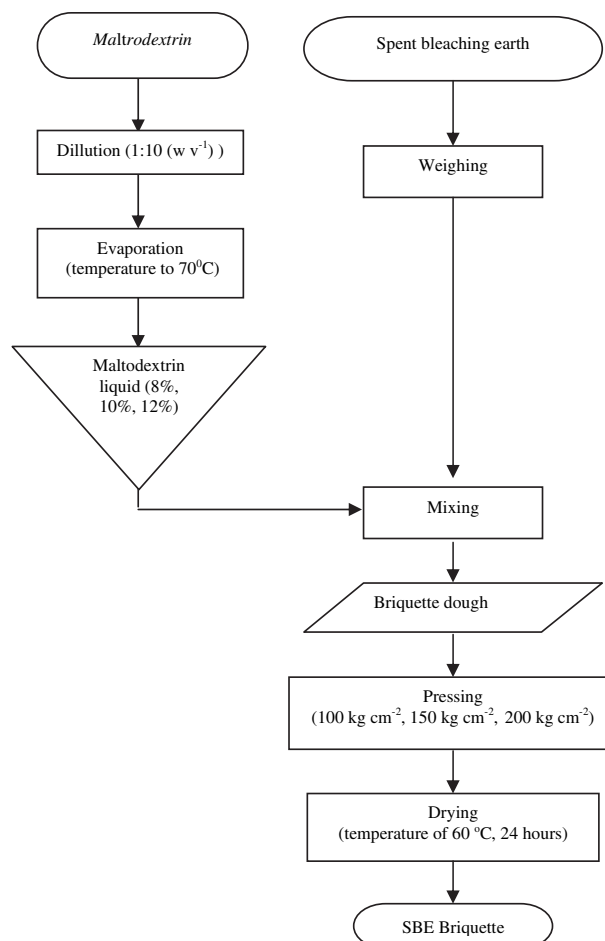 Maltrodextrin
Dillution (1:10 (w v⁻¹) )
Evaporation
(temperature to 70⁰C)
Maltodextrin
liquid (8%,
10%, 12%)
Spent bleaching earth
Weighing
Mixing
Briquette dough
Pressing
(100 kg cm⁻², 150 kg cm⁻², 200 kg cm⁻²)
Drying
(temperature of 60 °C, 24 hours)
SBE Briquette